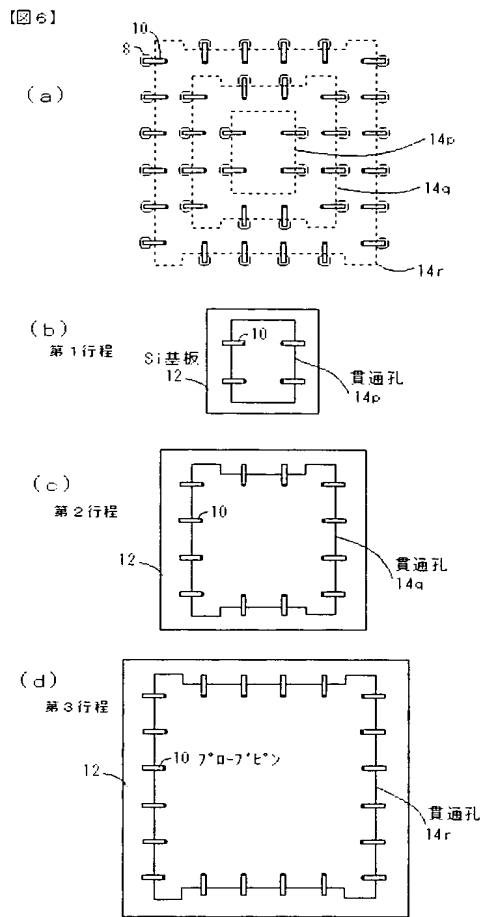 【図6】
10
8
(a)
14p
14q
14r
(b)
第1行程
Si基板
12
10
貫通孔
14p
(c)
第2行程
10
12
貫通孔
14q
(d)
第3行程
12
10 プローブピン
貫通孔
14r